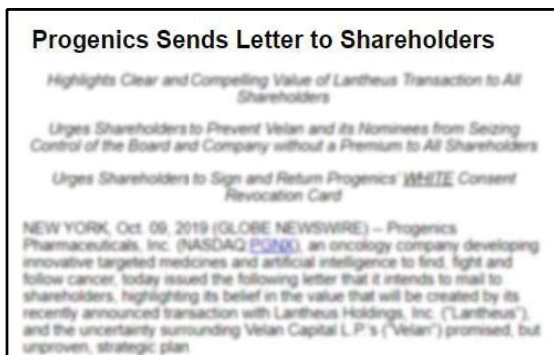 Progenics Sends Letter to Shareholders
Highlights Clear and Compelling Value of Lantheus Transaction to All
Shareholders
Urges Shareholders to Prevent Velan and its Nominees from Seizing
Control of the Board and Company without a Premium to All Shareholders
Urges Shareholders to Sign and Return Progenics' WHITE Consent
Revocation Card
NEW YORK, Oct. 09, 2019 (GLOBE NEWSWIRE) -- Progenics
Pharmaceuticals, Inc. (NASDAQ:PGNX), an oncology company developing
innovative targeted medicines and artificial intelligence to find, fight and
follow cancer, today issued the following letter that it intends to mail to
shareholders, highlighting its belief in the value that will be created by its
recently announced transaction with Lantheus Holdings, Inc. ("Lantheus"),
and the uncertainty surrounding Velan Capital L.P.'s ("Velan") promised, but
unproven, strategic plan